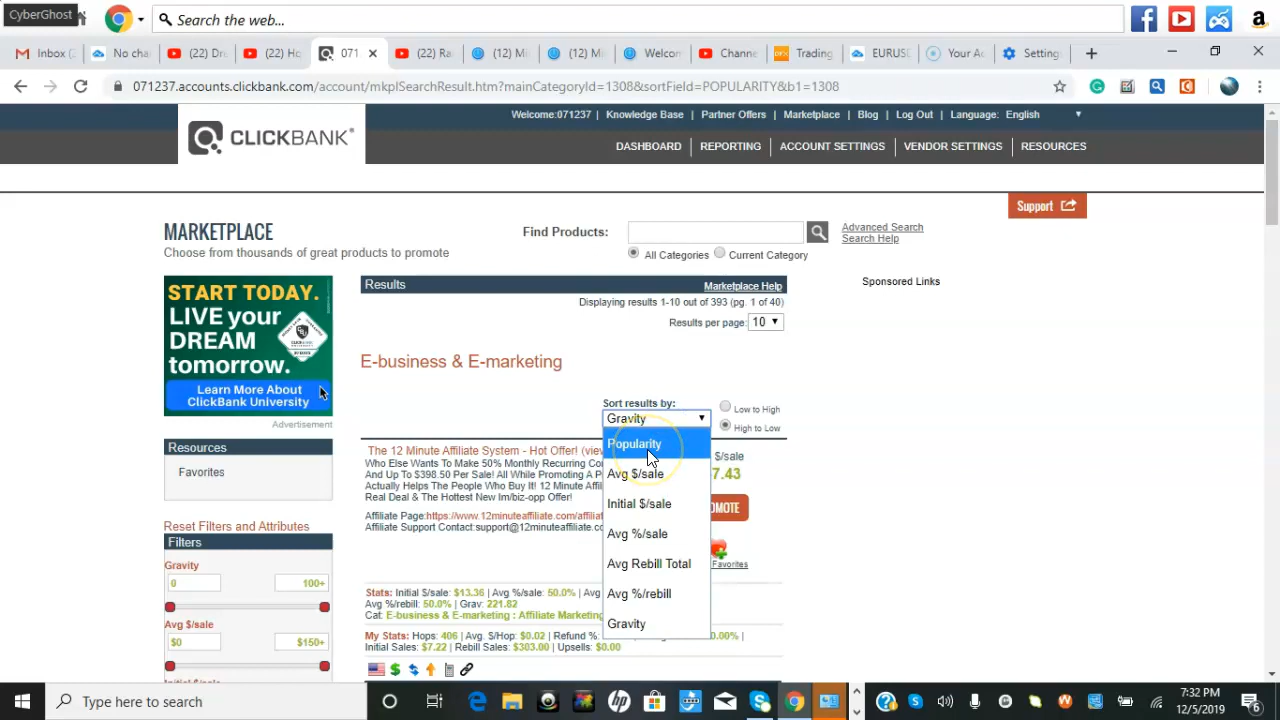 CyberGhost
Search the web...
Inbox (2
No cha
(22) Dr
(22) Ho
071
(22) Ra
(12) Mi
(12) Mi
Welcom
Channe
Trading
EURUS
Your A
Setting
071237.accounts.clickbank.com/account/mkplSearchResult.htm?mainCategoryId=1308&sortField=POPULARITY&b1=1308
Welcome:071237 | Knowledge Base | Partner Offers | Marketplace | Blog | Log Out | Language: English
CLICKBANK®
DASHBOARD | REPORTING | ACCOUNT SETTINGS | VENDOR SETTINGS | RESOURCES
Support
MARKETPLACE
Choose from thousands of great products to promote
Find Products:
Advanced Search
Search Help
All Categories
Current Category
START TODAY.
LIVE your
DREAM
tomorrow.
Learn More About
ClickBank University
Advertisement
Results
Marketplace Help
Sponsored Links
Displaying results 1-10 out of 393 (pg. 1 of 40)
Results per page: 10
E-business & E-marketing
Sort results by:
Gravity
Low to High
High to Low
Popularity
Avg $/sale
Initial $/sale
Avg %/sale
Avg Rebill Total
Avg %/rebill
Gravity
Resources
Favorites
Reset Filters and Attributes
Filters
Gravity
0
100+
Avg $/sale
$0
$150+
The 12 Minute Affiliate System - Hot Offer! (vie
Who Else Wants To Make 50% Monthly Recurring Co
And Up To $398.50 Per Sale! All While Promoting A P
Actually Helps The People Who Buy It! 12 Minute Affi
Real Deal & The Hottest New Im/biz-opp Offer!
Affiliate Page:https://www.12minuteaffiliate.com/affilia
Affiliate Support Contact:support@12minuteaffiliate.co
$/sale
7.43
OMOTE
Favorites
Stats: Initial $/sale: $13.36 | Avg %/sale: 50.0% | Avg
Avg %/rebill: 50.0% | Grav: 221.82
Cat: E-business & E-marketing : Affiliate Marketing
My Stats: Hops: 406 | Avg. $/Hop: $0.02 | Refund %:
0.00% |
Initial Sales: $7.22 | Rebill Sales: $303.00 | Upsells: $0.00
Type here to search
7:32 PM
12/5/2019
6